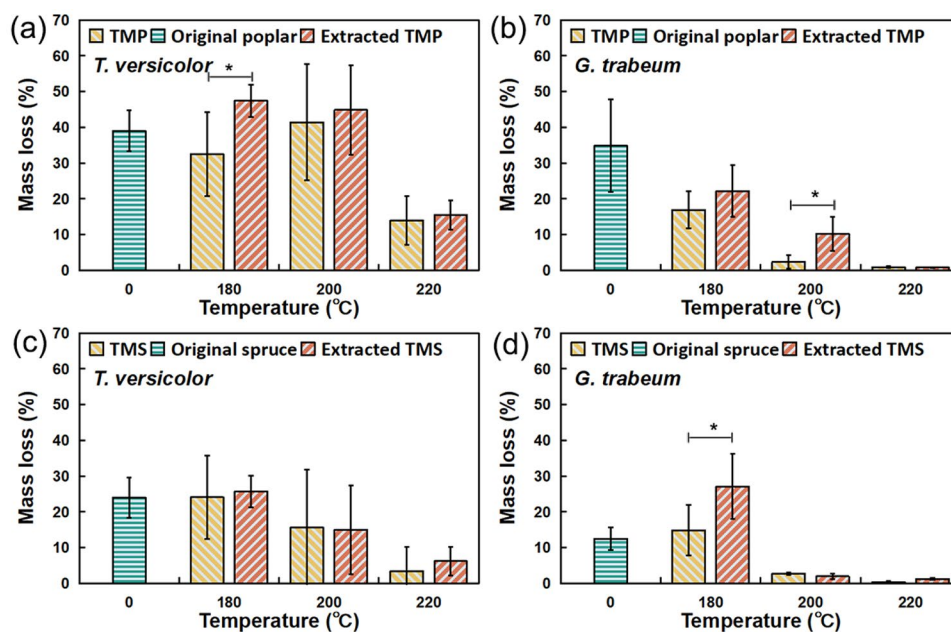 (a)
70
60
50
40
30
20
10
0
Mass loss (%)
TMP Original poplar Extracted TMP
T. versicolor
*
0 180 200 220
Temperature (°C)
(b)
70
60
50
40
30
20
10
0
Mass loss (%)
TMP Original poplar Extracted TMP
G. trabeum
*
0 180 200 220
Temperature (°C)
(c)
70
60
50
40
30
20
10
0
Mass loss (%)
TMS Original spruce Extracted TMS
T. versicolor
0 180 200 220
Temperature (°C)
(d)
70
60
50
40
30
20
10
0
Mass loss (%)
TMS Original spruce Extracted TMS
G. trabeum
*
0 180 200 220
Temperature (°C)